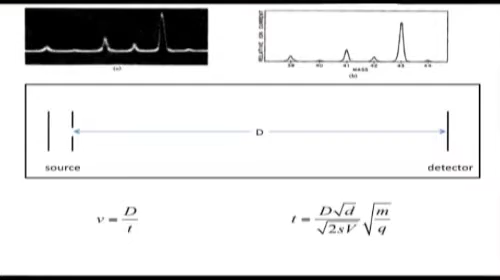 RELATIVE ION CURRENT
39 40 41 42 43 44
MASS
(a)
(b)
D
source
detector
v = D/t
t = D√d/√2sV √m/q